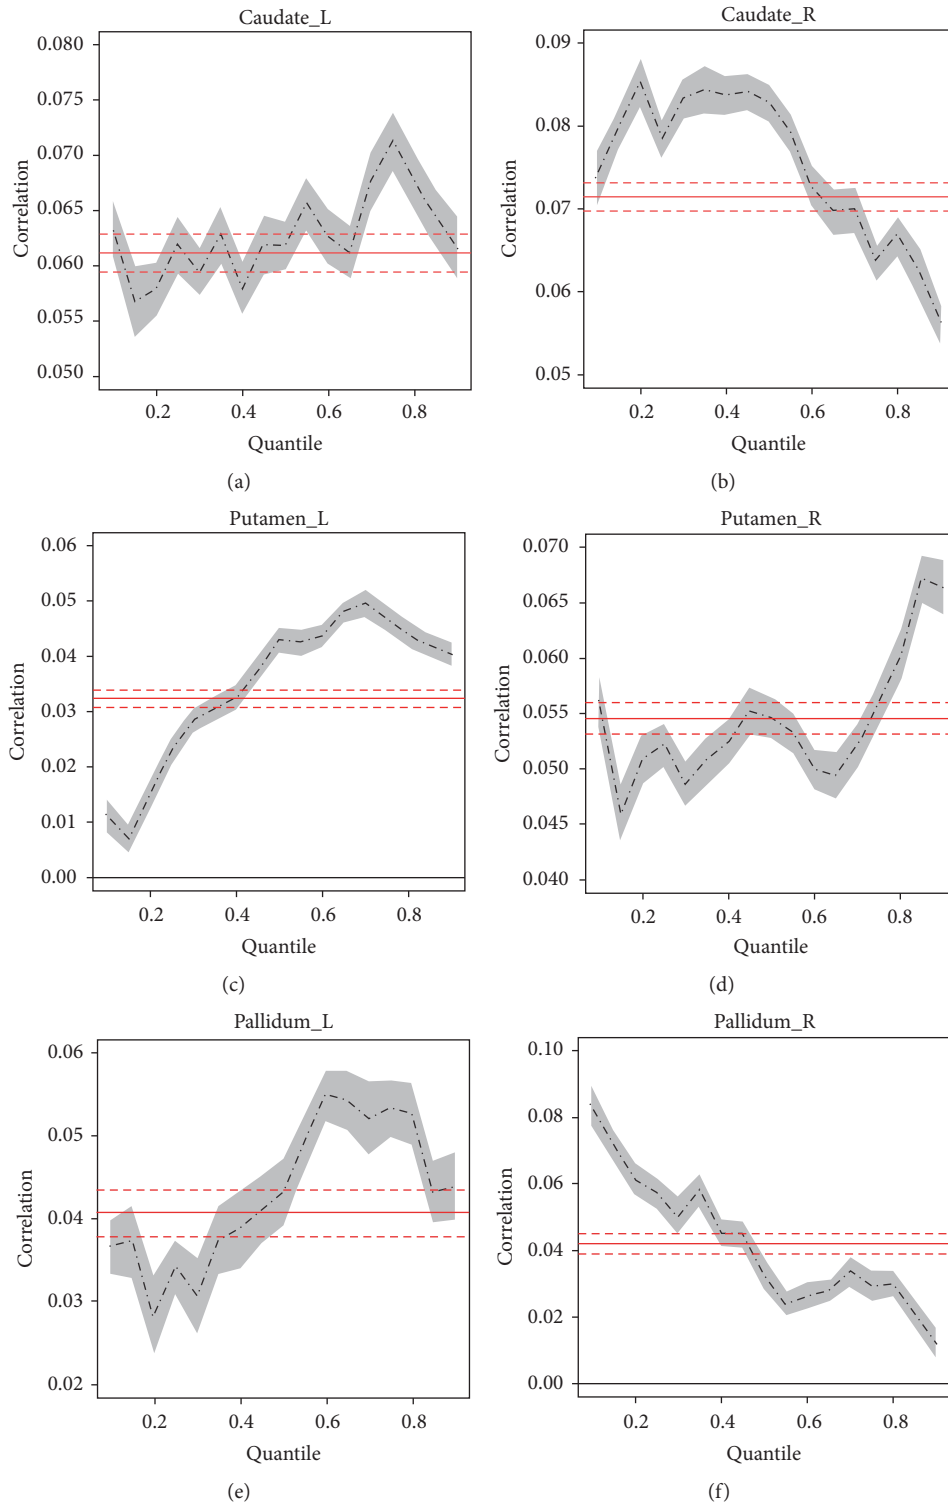 Caudate_L
0.080
0.075
0.070
0.065
0.060
0.055
0.050
Correlation
0.2
0.4
0.6
0.8
Quantile
(a)
Caudate_R
0.09
0.08
0.07
0.06
0.05
Correlation
0.2
0.4
0.6
0.8
Quantile
(b)
Putamen_L
0.06
0.05
0.04
0.03
0.02
0.01
0.00
Correlation
0.2
0.4
0.6
0.8
Quantile
(c)
Putamen_R
0.070
0.065
0.060
0.055
0.050
0.045
0.040
Correlation
0.2
0.4
0.6
0.8
Quantile
(d)
Pallidum_L
0.06
0.05
0.04
0.03
0.02
Correlation
0.2
0.4
0.6
0.8
Quantile
(e)
Pallidum_R
0.10
0.08
0.06
0.04
0.02
0.00
Correlation
0.2
0.4
0.6
0.8
Quantile
(f)